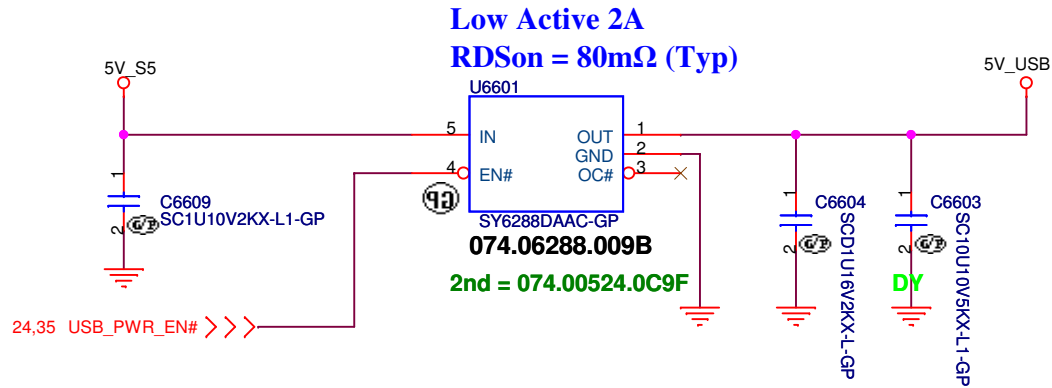 Low Active 2A
RDSon = 80mΩ (Typ)
5V_S5
5V_USB
U6601
5 IN OUT 1
GND 2
4 EN# OC# 3
SY6288DAAC-GP
074.06288.009B
2nd = 074.00524.0C9F
1
C6609
SC1U10V2KX-L1-GP
2
G/P
1
C6604
SCD1U16V2KX-L-GP
2
G/P
1
C6603
SC10U10V5KX-L1-GP
2
G/P
DY
24,35 USB_PWR_EN#